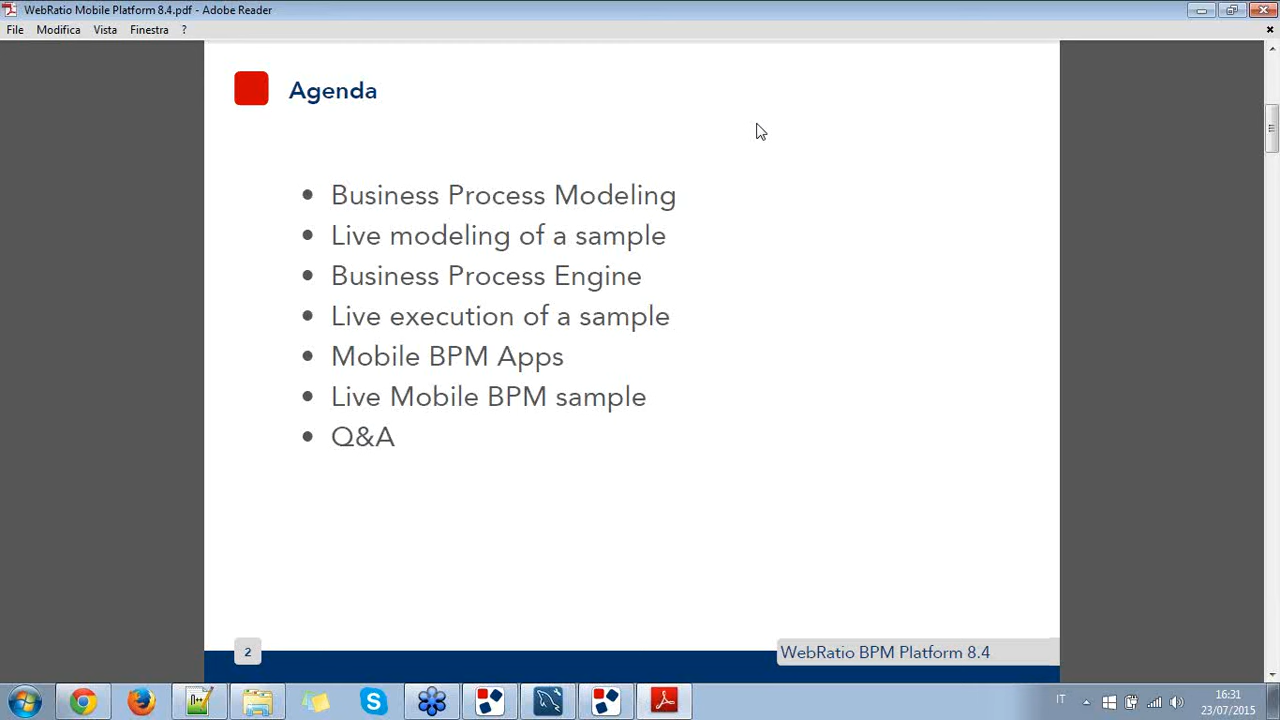 WebRatio Mobile Platform 8.4.pdf - Adobe Reader
File Modifica Vista Finestra ?
Agenda
• Business Process Modeling
• Live modeling of a sample
• Business Process Engine
• Live execution of a sample
• Mobile BPM Apps
• Live Mobile BPM sample
• Q&A
2
WebRatio BPM Platform 8.4
IT
16:31
23/07/2015